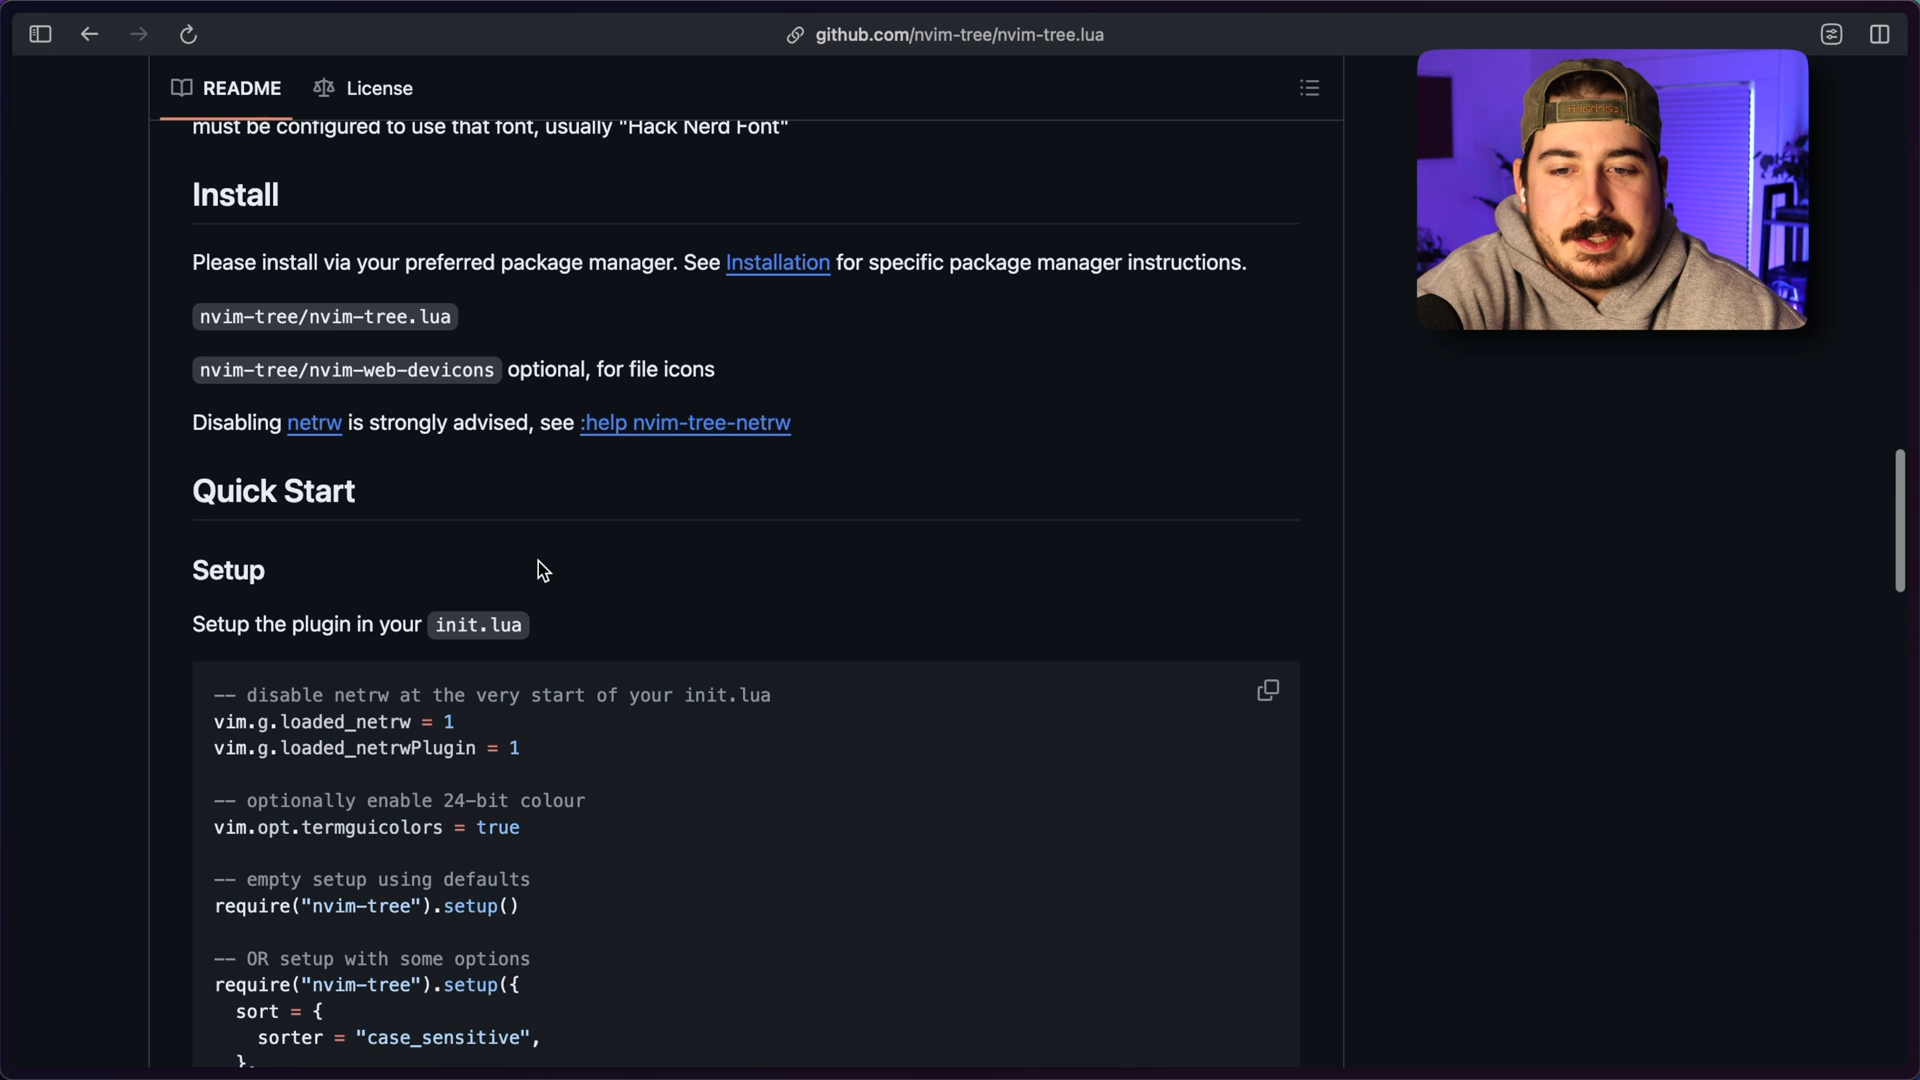 github.com/nvim-tree/nvim-tree.lua
README
License
must be configured to use that font, usually "Hack Nerd Font"
Install
Please install via your preferred package manager. See Installation for specific package manager instructions.
nvim-tree/nvim-tree.lua
nvim-tree/nvim-web-devicons optional, for file icons
Disabling netrw is strongly advised, see :help nvim-tree-netrw
Quick Start
Setup
Setup the plugin in your init.lua
-- disable netrw at the very start of your init.lua
vim.g.loaded_netrw = 1
vim.g.loaded_netrwPlugin = 1
-- optionally enable 24-bit colour
vim.opt.termguicolors = true
-- empty setup using defaults
require("nvim-tree").setup()
-- OR setup with some options
require("nvim-tree").setup({
sort = {
sorter = "case_sensitive",
},